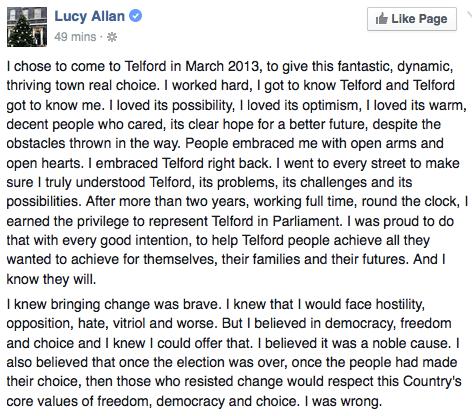 Lucy Allan
Like Page
49 mins ·
I chose to come to Telford in March 2013, to give this fantastic, dynamic,
thriving town real choice. I worked hard, I got to know Telford and Telford
got to know me. I loved its possibility, I loved its optimism, I loved its warm,
decent people who cared, its clear hope for a better future, despite the
obstacles thrown in the way. People embraced me with open arms and
open hearts. I embraced Telford right back. I went to every street to make
sure I truly understood Telford, its problems, its challenges and its
possibilities. After more than two years, working full time, round the clock, I
earned the privilege to represent Telford in Parliament. I was proud to do
that with every good intention, to help Telford people achieve all they
wanted to achieve for themselves, their families and their futures. And I
know they will.
I knew bringing change was brave. I knew that I would face hostility,
opposition, hate, vitriol and worse. But I believed in democracy, freedom
and choice and I knew I could offer that. I believed it was a noble cause. I
also believed that once the election was over, once the people had made
their choice, then those who resisted change would respect this Country's
core values of freedom, democracy and choice. I was wrong.